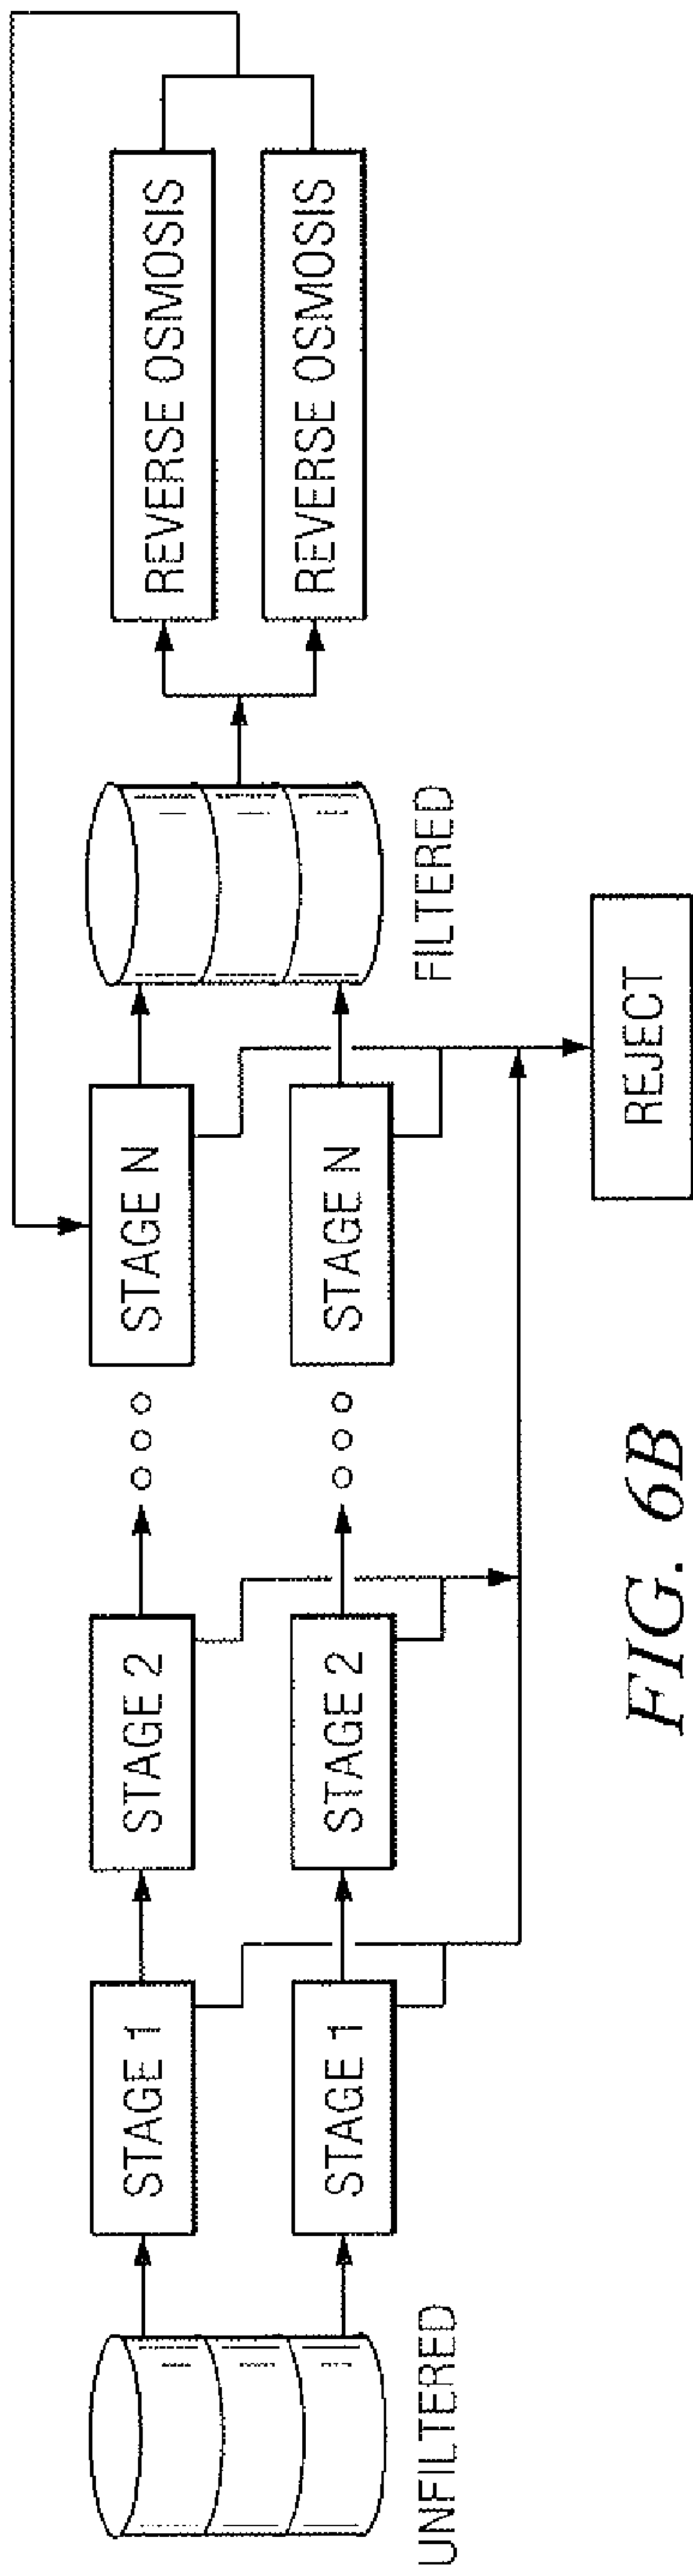 STAGE 1
STAGE 2
STAGE N
REVERSE OSMOSIS
STAGE 1
STAGE 2
STAGE N
REVERSE OSMOSIS
UNFILTERED
FILTERED
REJECT
FIG. 6B